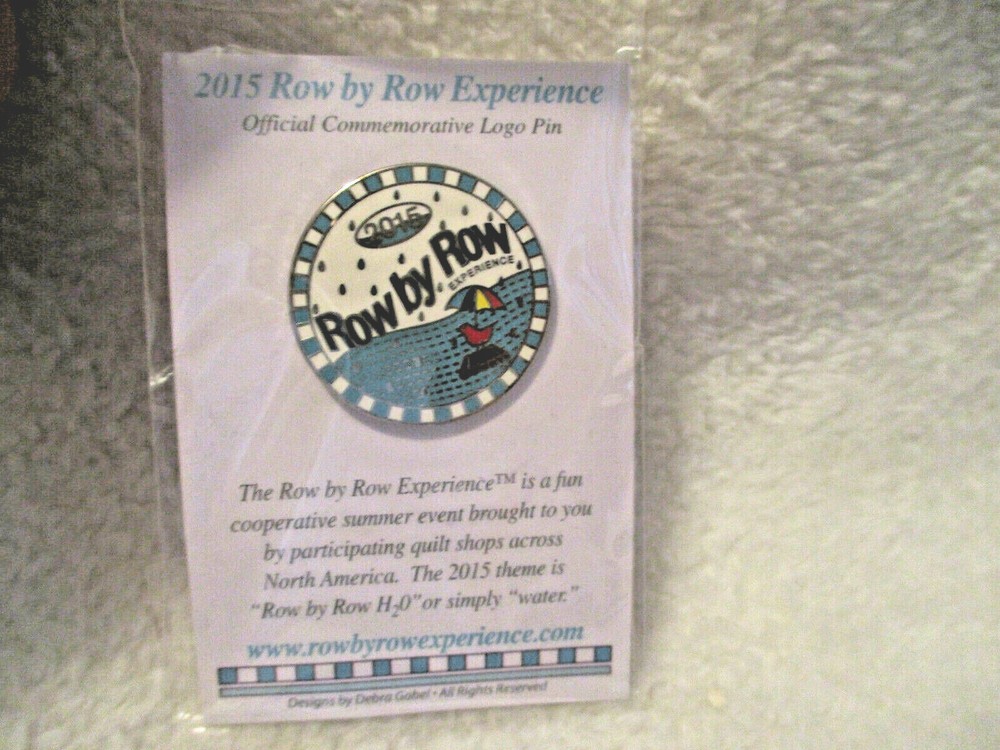 2015 Row by Row Experience
Official Commemorative Logo Pin
2015
Row by Row
EXPERIENCE
The Row by Row Experience™ is a fun
cooperative summer event brought to you
by participating quilt shops across
North America. The 2015 theme is
“Row by Row H₂0” or simply “water.”
www.rowbyrowexperience.com
Designs by Debra Gabel • All Rights Reserved